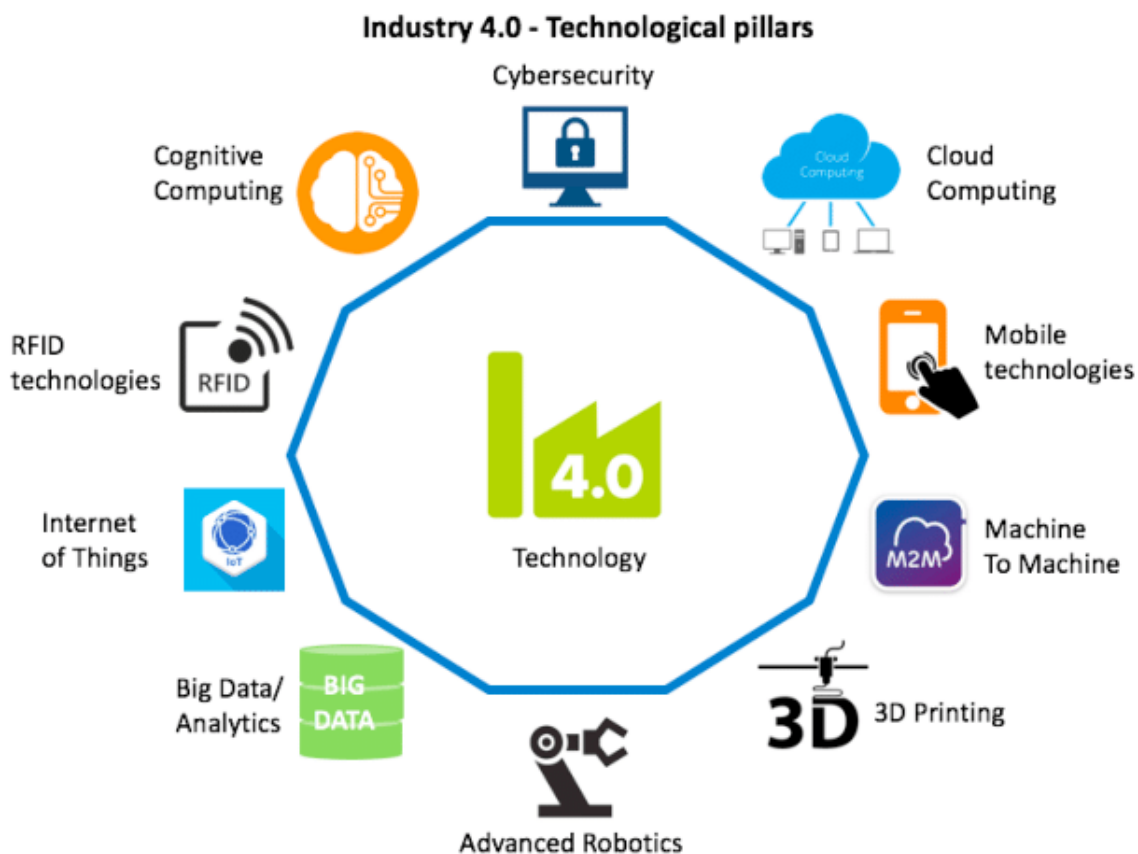 Industry 4.0 - Technological pillars
Cybersecurity
Cognitive
Computing
Cloud
Computing
Cloud
Computing
RFID
technologies
RFID
Mobile
technologies
4.0
Technology
Internet
of Things
IoT
M2M
Machine
To Machine
Big Data/
Analytics
BIG
DATA
3D
3D Printing
Advanced Robotics